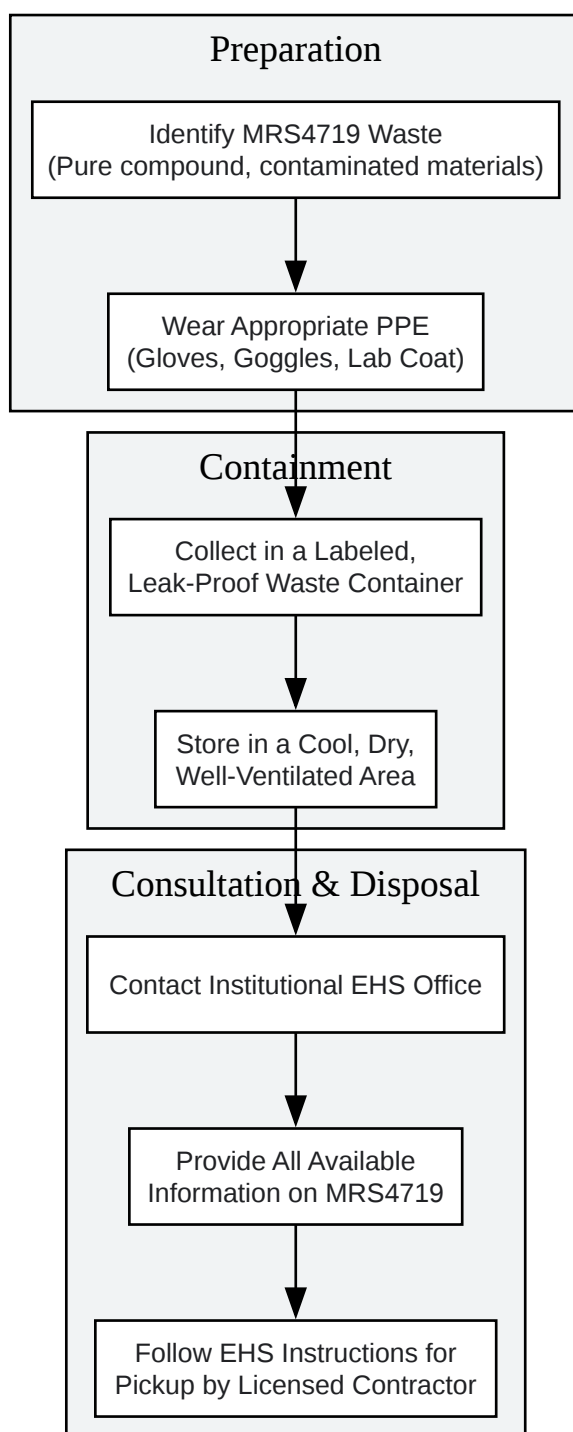 Preparation
Identify MRS4719 Waste
(Pure compound, contaminated materials)
Wear Appropriate PPE
(Gloves, Goggles, Lab Coat)
Containment
Collect in a Labeled,
Leak-Proof Waste Container
Store in a Cool, Dry,
Well-Ventilated Area
Consultation & Disposal
Contact Institutional EHS Office
Provide All Available
Information on MRS4719
Follow EHS Instructions for
Pickup by Licensed Contractor